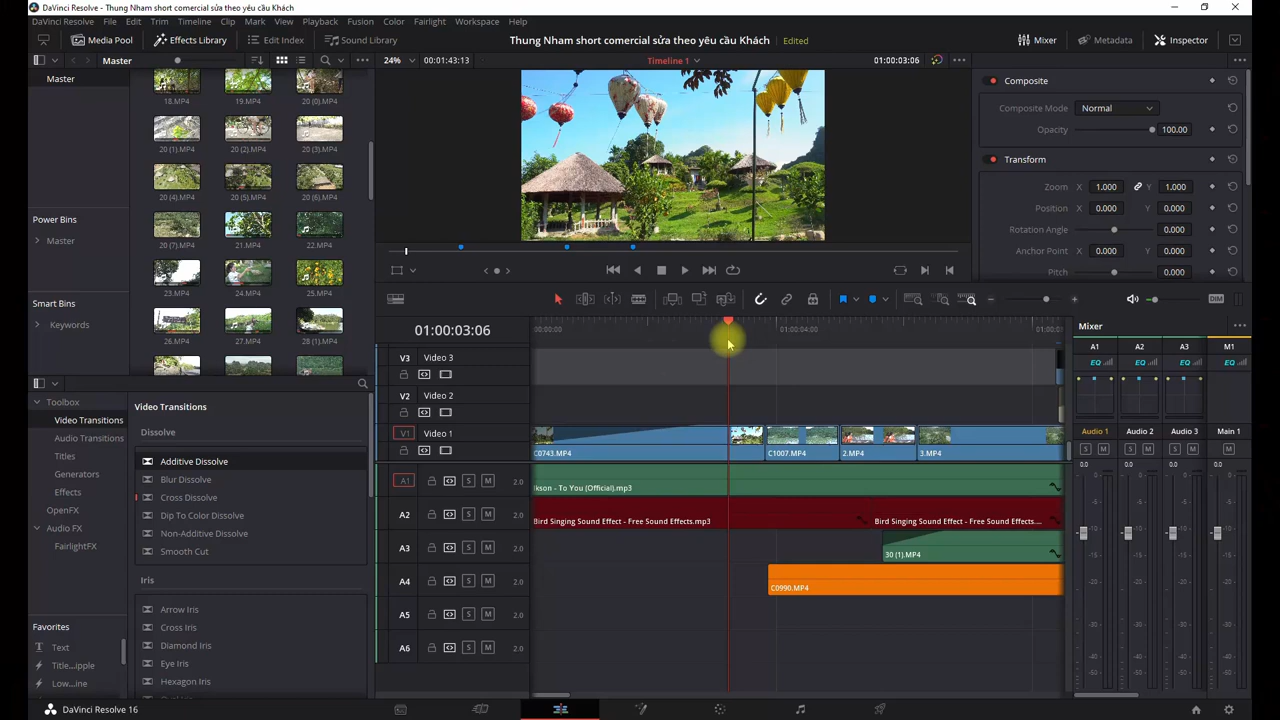 DaVinci Resolve - Thung Nham short comercial sửa theo yêu cầu Khách
DaVinci Resolve File Edit Trim Timeline Clip Mark View Playback Fusion Color Fairlight Workspace Help
Media Pool Effects Library Edit Index Sound Library Thung Nham short comercial sửa theo yêu cầu Khách Edited Mixer Metadata Inspector
Master 24% 00:01:43:13 Timeline 1 01:00:03:06
Master
18.MP4 19.MP4 20 (0).MP4
20 (1).MP4 20 (2).MP4 20 (3).MP4
20 (4).MP4 20 (5).MP4 20 (6).MP4
20 (7).MP4 21.MP4 22.MP4
23.MP4 24.MP4 25.MP4
26.MP4 27.MP4 28.MP4
Power Bins
Master
Smart Bins
Keywords
Composite
Composite Mode Normal
Opacity 100.00
Transform
Zoom X 1.000 Y 1.000
Position X 0.000 Y 0.000
Rotation Angle 0.000
Anchor Point X 0.000 Y 0.000
Pitch 0.000
DIM
01:00:03:06
00:00:00 01:00:04:00
V3 Video 3
V2 Video 2
V1 Video 1
C0743.MP4 C1007.MP4 2.MP4 3.MP4
A1 S M 2.0 Ikson - To You (Official).mp3
A2 S M 2.0 Bird Singing Sound Effect - Free Sound Effects.mp3 Bird Singing Sound Effect - Free Sound Effects....
A3 S M 2.0 30 (1).MP4
A4 S M 2.0 C0990.MP4
A5 S M 2.0
A6 S M 2.0
Mixer
A1 A2 A3 M1
EQ EQ EQ EQ
Audio 1 Audio 2 Audio 3 Main 1
S M S M S M M
0.0 0.0 0.0 0.0
Toolbox
Video Transitions
Audio Transitions
Titles
Generators
Effects
OpenFX
Audio FX
FairlightFX
Favorites
Text
Title...ipple
Low...ine
Video Transitions
Dissolve
Additive Dissolve
Blur Dissolve
Cross Dissolve
Dip To Color Dissolve
Non-Additive Dissolve
Smooth Cut
Iris
Arrow Iris
Cross Iris
Diamond Iris
Eye Iris
Hexagon Iris
DaVinci Resolve 16